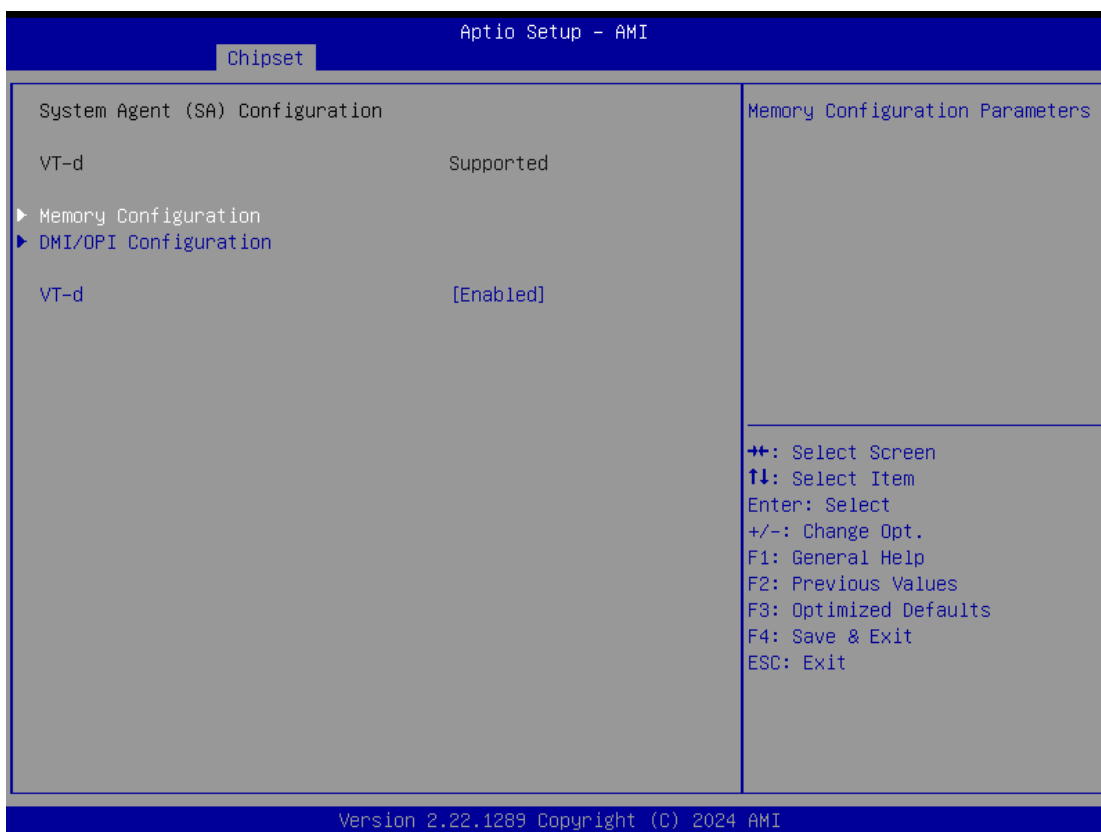 Aptio Setup – AMI
Chipset
System Agent (SA) Configuration
VT-d Supported
Memory Configuration
DMI/OPI Configuration
VT-d [Enabled]
Memory Configuration Parameters
→←: Select Screen
↑↓: Select Item
Enter: Select
+/-: Change Opt.
F1: General Help
F2: Previous Values
F3: Optimized Defaults
F4: Save & Exit
ESC: Exit
Version 2.22.1289 Copyright (C) 2024 AMI